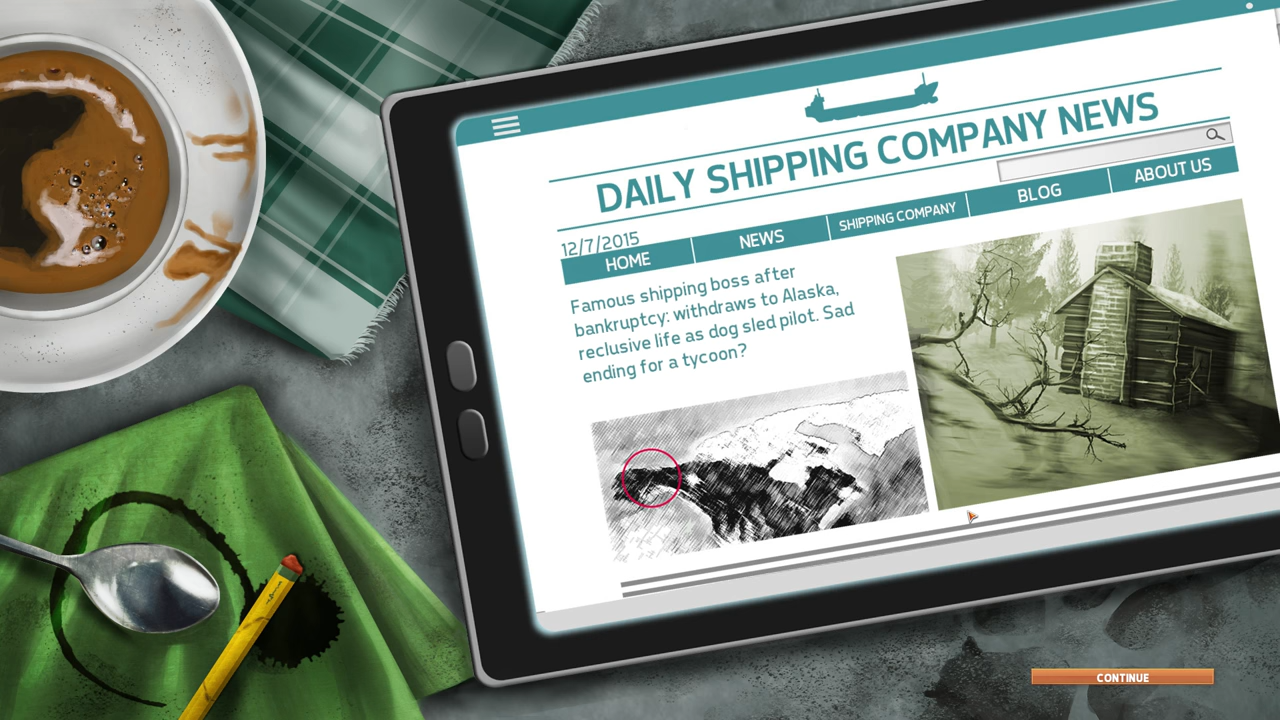 DAILY SHIPPING COMPANY NEWS
12/7/2015
HOME
NEWS
SHIPPING COMPANY
BLOG
ABOUT US
Famous shipping boss after
bankruptcy: withdraws to Alaska,
reclusive life as dog sled pilot. Sad
ending for a tycoon?
CONTINUE